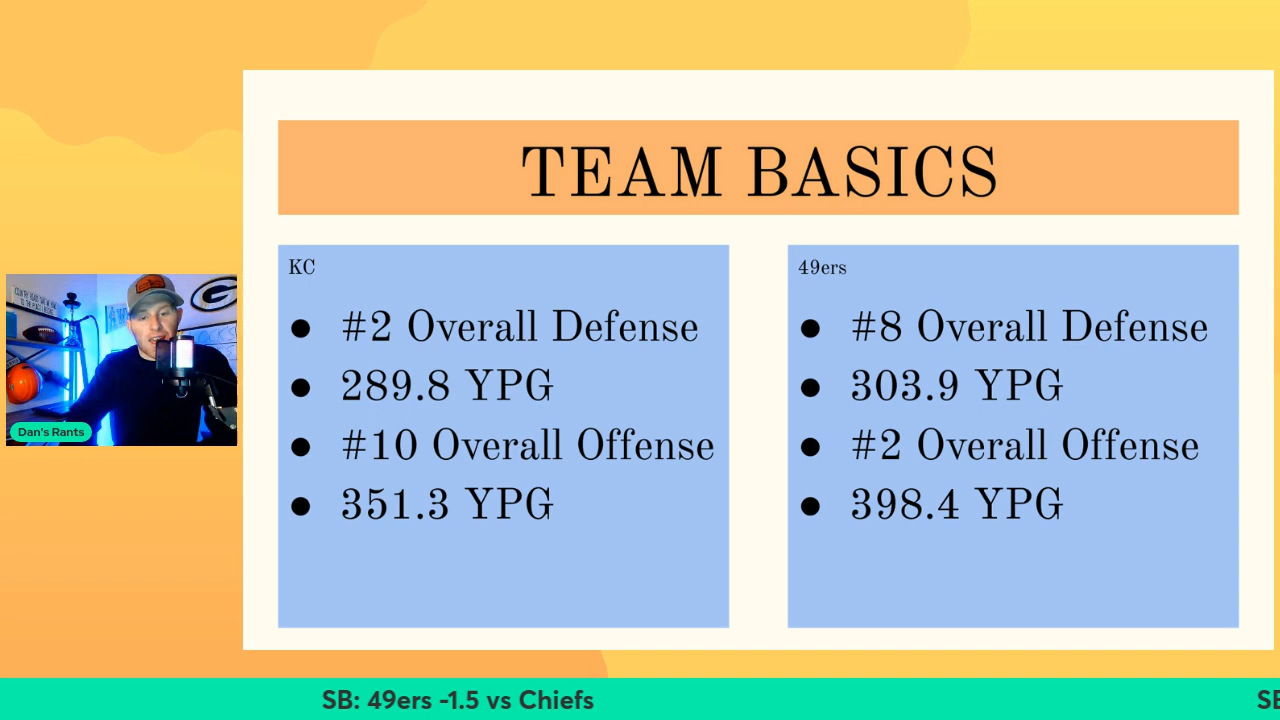 TEAM BASICS
KC
● #2 Overall Defense
● 289.8 YPG
● #10 Overall Offense
● 351.3 YPG
49ers
● #8 Overall Defense
● 303.9 YPG
● #2 Overall Offense
● 398.4 YPG
G
Dan's Rants
SB: 49ers -1.5 vs Chiefs
SB